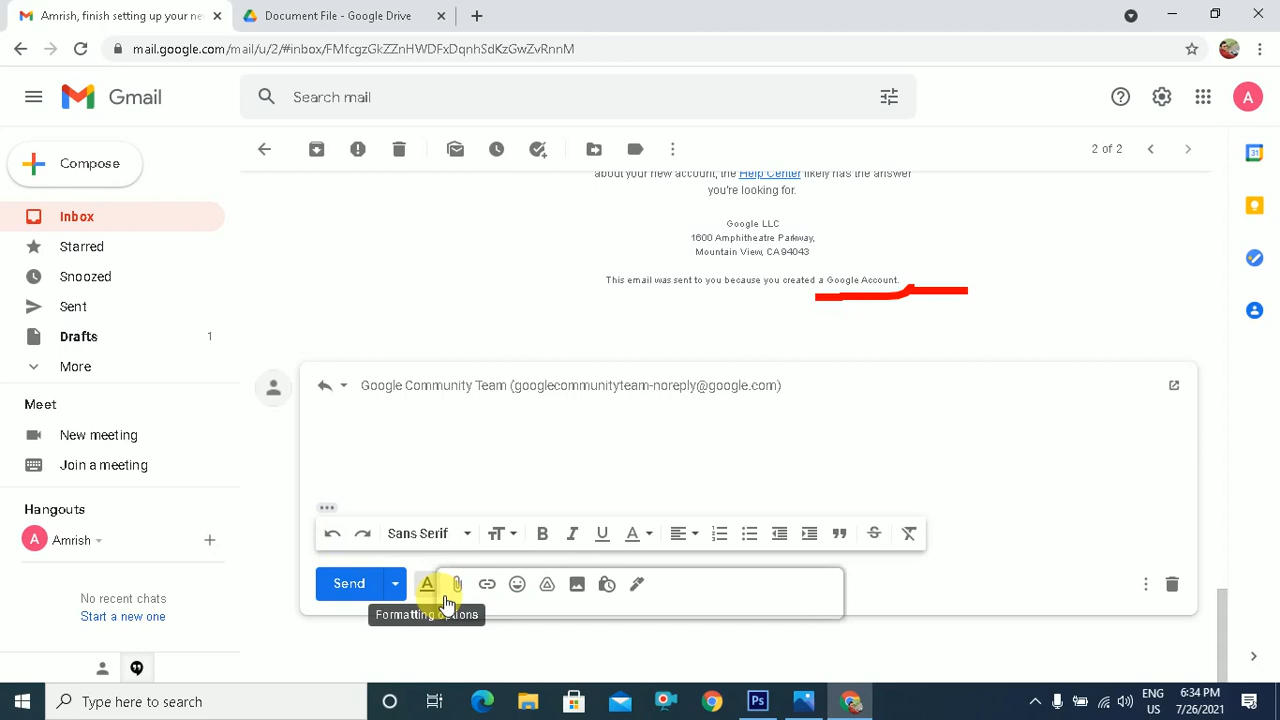 Amrish, finish setting up your ne
Document File - Google Drive
mail.google.com/mail/u/2/#inbox/FMfcgzGkZZnHWDFxDqnhSdKzGwZvRnnM
Gmail
Search mail
A
Compose
2 of 2
31
Inbox
Starred
Snoozed
Sent
Drafts 1
More
Meet
New meeting
Join a meeting
Hangouts
A Amrish
No recent chats
Start a new one
about your new account, the Help Center likely has the answer
you're looking for.
Google LLC
1600 Amphitheatre Parkway,
Mountain View, CA 94043
This email was sent to you because you created a Google Account.
Google Community Team (googlecommunityteam-noreply@google.com)
Sans Serif
B I U A
Send
A
Formatting options
Type here to search
Ps
ENG
US
6:34 PM
7/26/2021